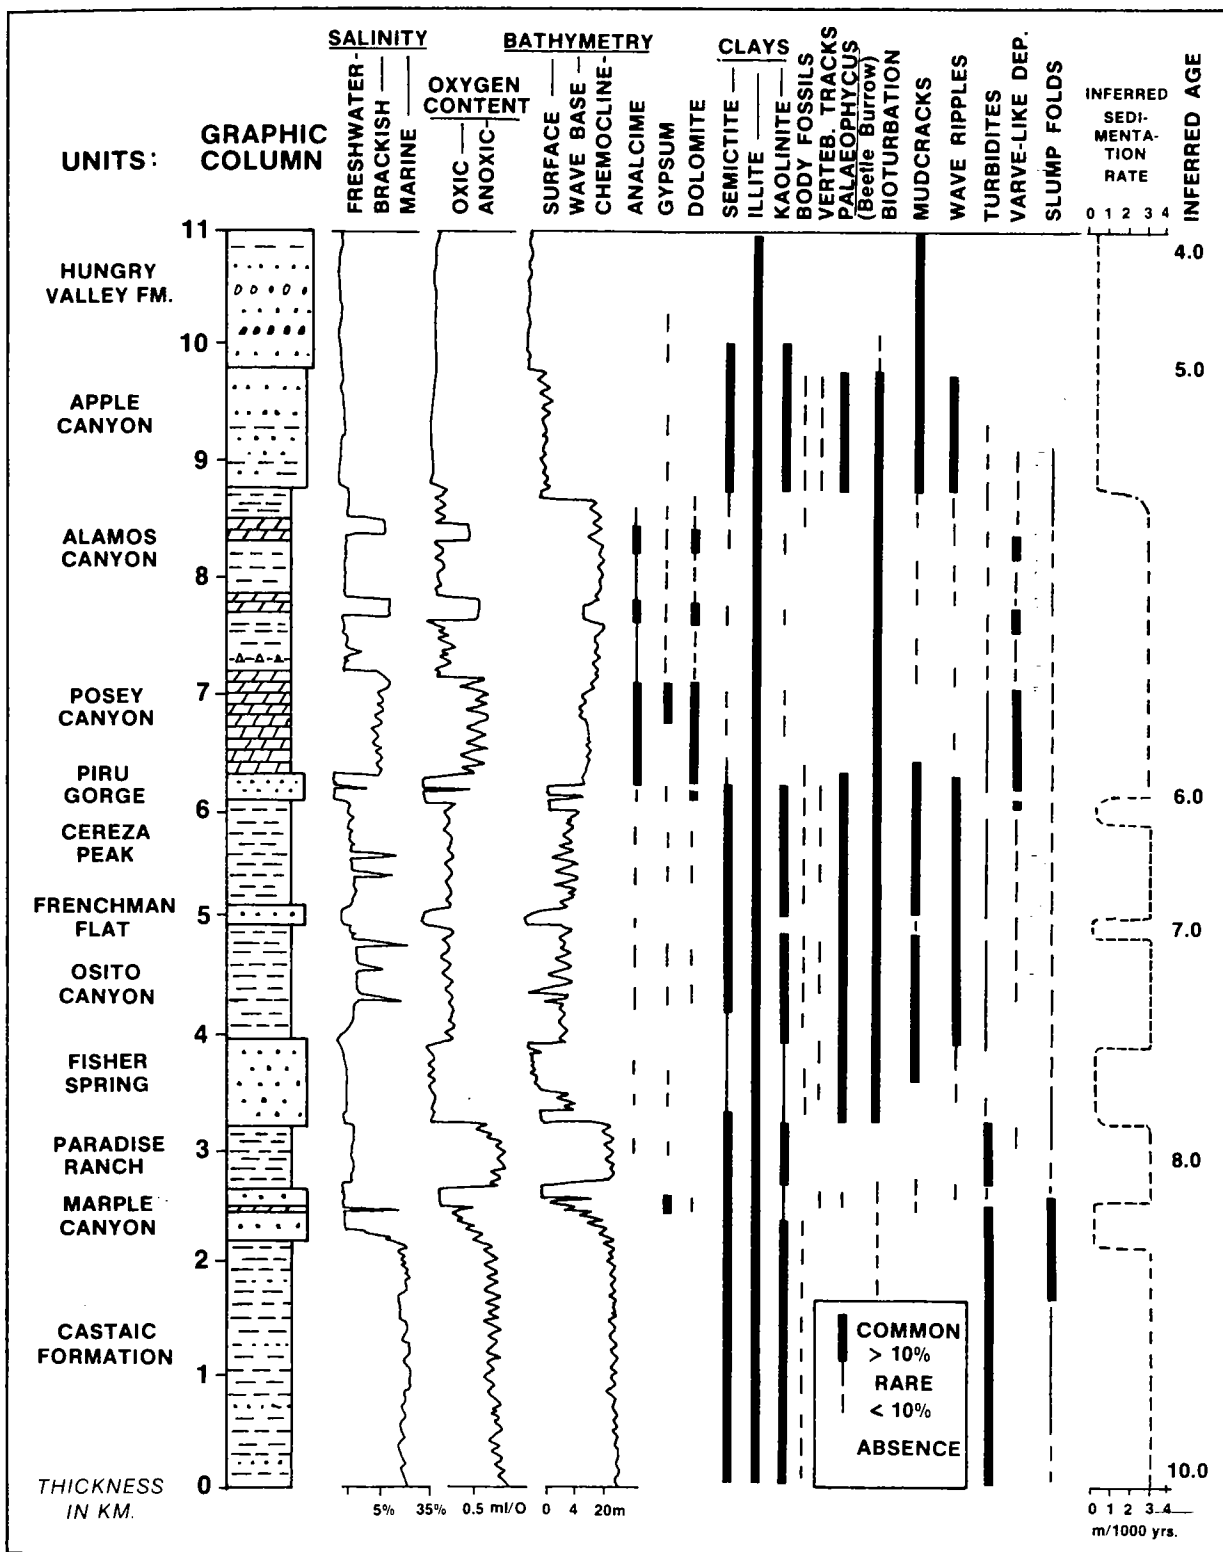 SALINITY
FRESHWATER-
BRACKISH
MARINE
OXYGEN
CONTENT
OXIC
ANOXIC
BATHYMETRY
SURFACE
WAVE BASE
CHEMOCLINE-
ANALCIME
GYPSUM
DOLOMITE
CLAYS
SEMICTITE
ILLITE
KAOLINITE
BODY FOSSILS
VERTEB. TRACKS
PALAEOPHYCUS
(Beetle Burrow)
BIOTURBATION
MUDCRACKS
WAVE RIPPLES
TURBIDITES
VARVE-LIKE DEP.
SLUMP FOLDS
INFERRED
SEDI-
MENTA-
TION
RATE
0 1 2 3 4
INFERRED AGE
UNITS:
GRAPHIC
COLUMN
11
HUNGRY
VALLEY FM.
10
APPLE
CANYON
9
ALAMOS
CANYON
8
POSEY
CANYON
7
PIRU
GORGE
6
CEREZA
PEAK
FRENCHMAN
FLAT
5
OSITO
CANYON
4
FISHER
SPRING
PARADISE
RANCH
3
MARPLE
CANYON
2
CASTAIC
FORMATION
1
0
THICKNESS
IN KM.
5%
35%
0.5 ml/O
0 4 20m
COMMON
> 10%
RARE
< 10%
ABSENCE
4.0
5.0
6.0
7.0
8.0
10.0
0 1 2 3 4
m/1000 yrs.